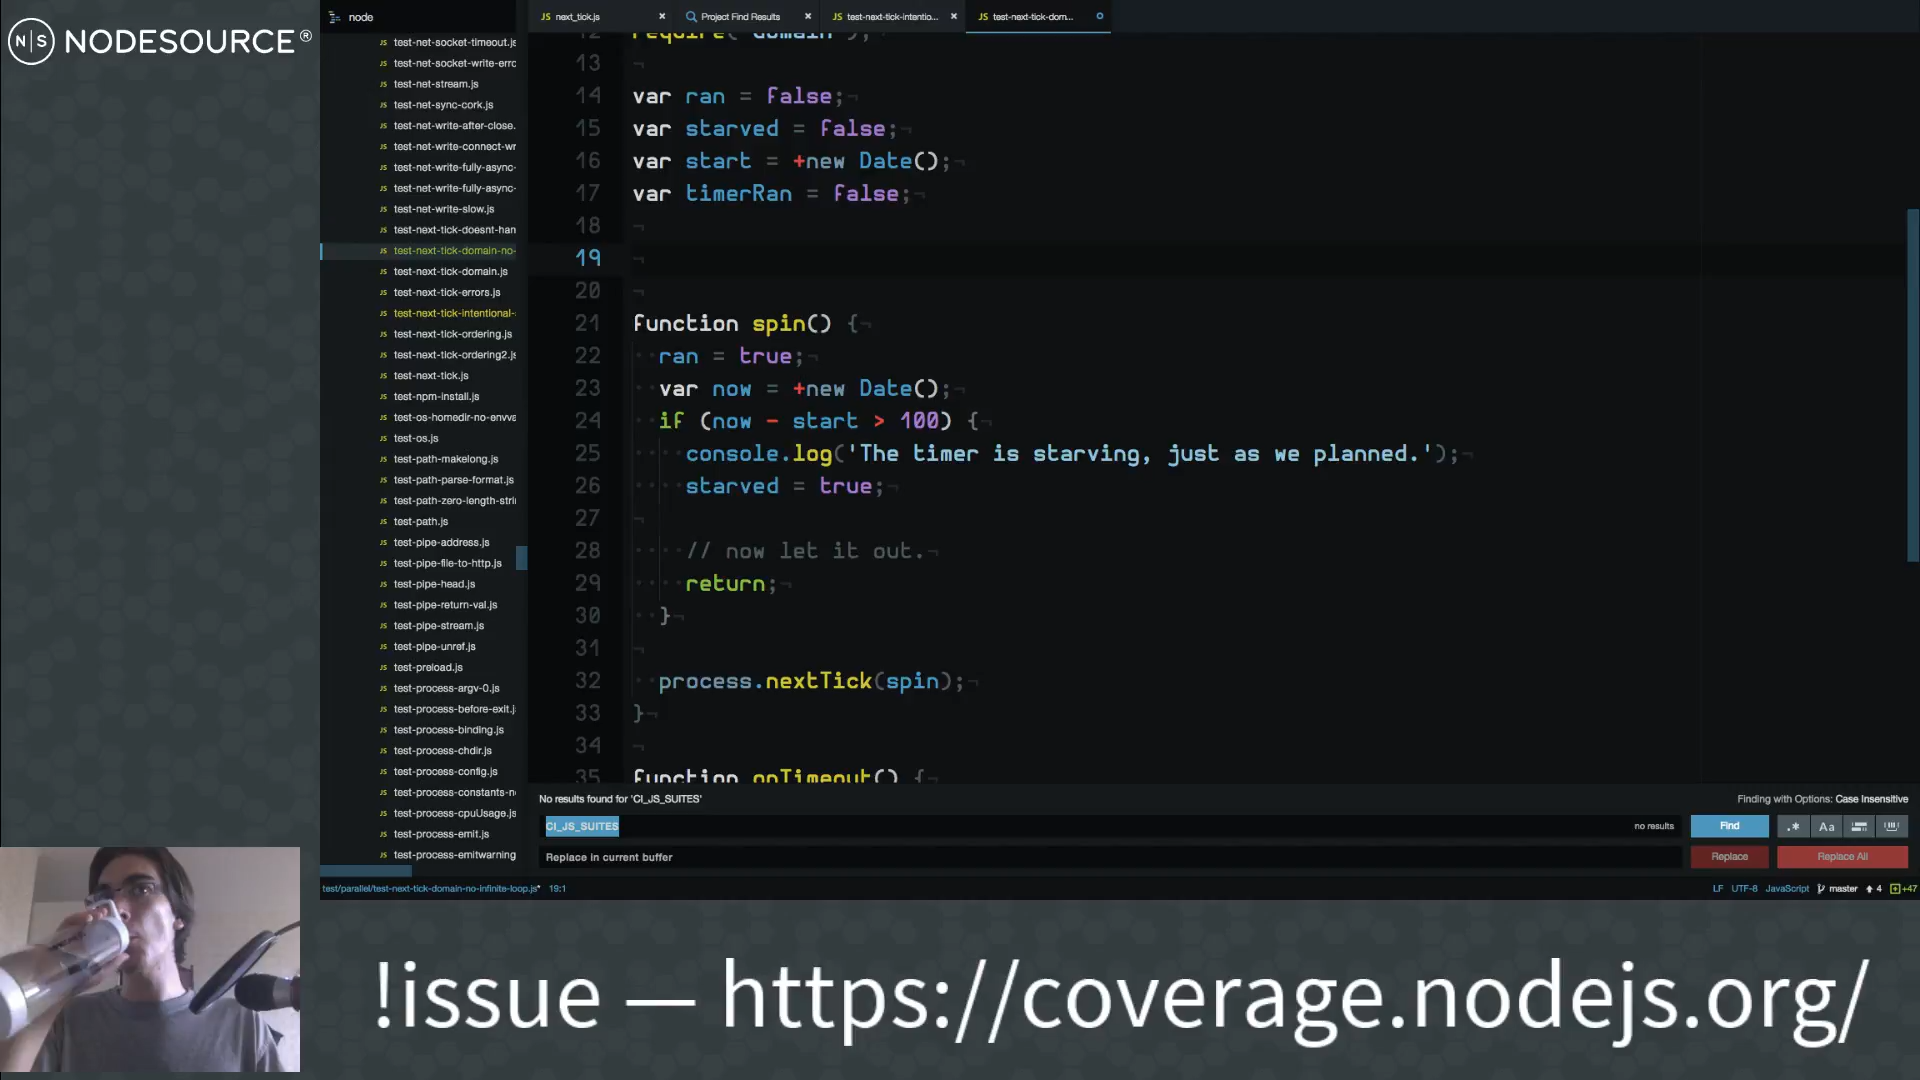 N|S NODESOURCE®
node
test-net-socket-timeout.js
test-net-socket-write-erro
test-net-stream.js
test-net-sync-cork.js
test-net-write-after-close.
test-net-write-connect-wr
test-net-write-fully-async-
test-net-write-fully-async-
test-net-write-slow.js
test-next-tick-doesnt-han
test-next-tick-domain-no-
test-next-tick-domain.js
test-next-tick-errors.js
test-next-tick-intentional-
test-next-tick-ordering.js
test-next-tick-ordering2.js
test-next-tick.js
test-npm-install.js
test-os-homedir-no-envva
test-os.js
test-path-makelong.js
test-path-parse-format.js
test-path-zero-length-strin
test-path.js
test-pipe-address.js
test-pipe-file-to-http.js
test-pipe-head.js
test-pipe-return-val.js
test-pipe-stream.js
test-pipe-unref.js
test-preload.js
test-process-argv-0.js
test-process-before-exit.j
test-process-binding.js
test-process-chdir.js
test-process-config.js
test-process-constants-n
test-process-cpuUsage.js
test-process-emit.js
test-process-emitwarning
next_tick.js
Project Find Results
test-next-tick-intentio...
test-next-tick-dom...
12 require('domain');
13
14 var ran = false;
15 var starved = false;
16 var start = +new Date();
17 var timerRan = false;
18
19
20
21 function spin() {
22 ran = true;
23 var now = +new Date();
24 if (now - start > 100) {
25 console.log('The timer is starving, just as we planned.');
26 starved = true;
27
28 // now let it out.
29 return;
30 }
31
32 process.nextTick(spin);
33 }
34
35 function onTimeout() {
No results found for 'CI_JS_SUITES'
Finding with Options: Case Insensitive
CI_JS_SUITES
no results
Find
.*
Aa
Replace in current buffer
Replace
Replace All
test/parallel/test-next-tick-domain-no-infinite-loop.js* 19:1
LF UTF-8 JavaScript master 4 +47
!issue — https://coverage.nodejs.org/